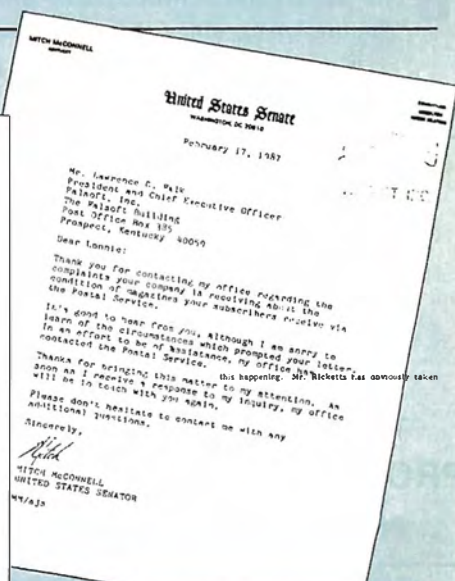 MITCH McCONNELL
KENTUCKY
United States Senate
WASHINGTON, DC 20510
February 17, 1987
Mr. Lawrence C. Falk
President and Chief Executive Officer
Falsoft, Inc.
The Falsoft Building
Post Office Box 385
Prospect, Kentucky 40059
Dear Lonnie:
Thank you for contacting my office regarding the
complaints your company is receiving about the
condition of magazines your subscribers receive via
the Postal Service.
It's good to hear from you, although I am sorry to
learn of the circumstances which prompted your letter.
In an effort to be of assistance, my office has
contacted the Postal Service.
Thanks for bringing this matter to my attention. As
soon as I receive a response to my inquiry, my office
will be in touch with you again.
this happening. Mr. Ricketts has obviously taken
Please don't hesitate to contact me with any
additional questions.
Sincerely,
Mitch
MITCH McCONNELL
UNITED STATES SENATOR
MM/ajs